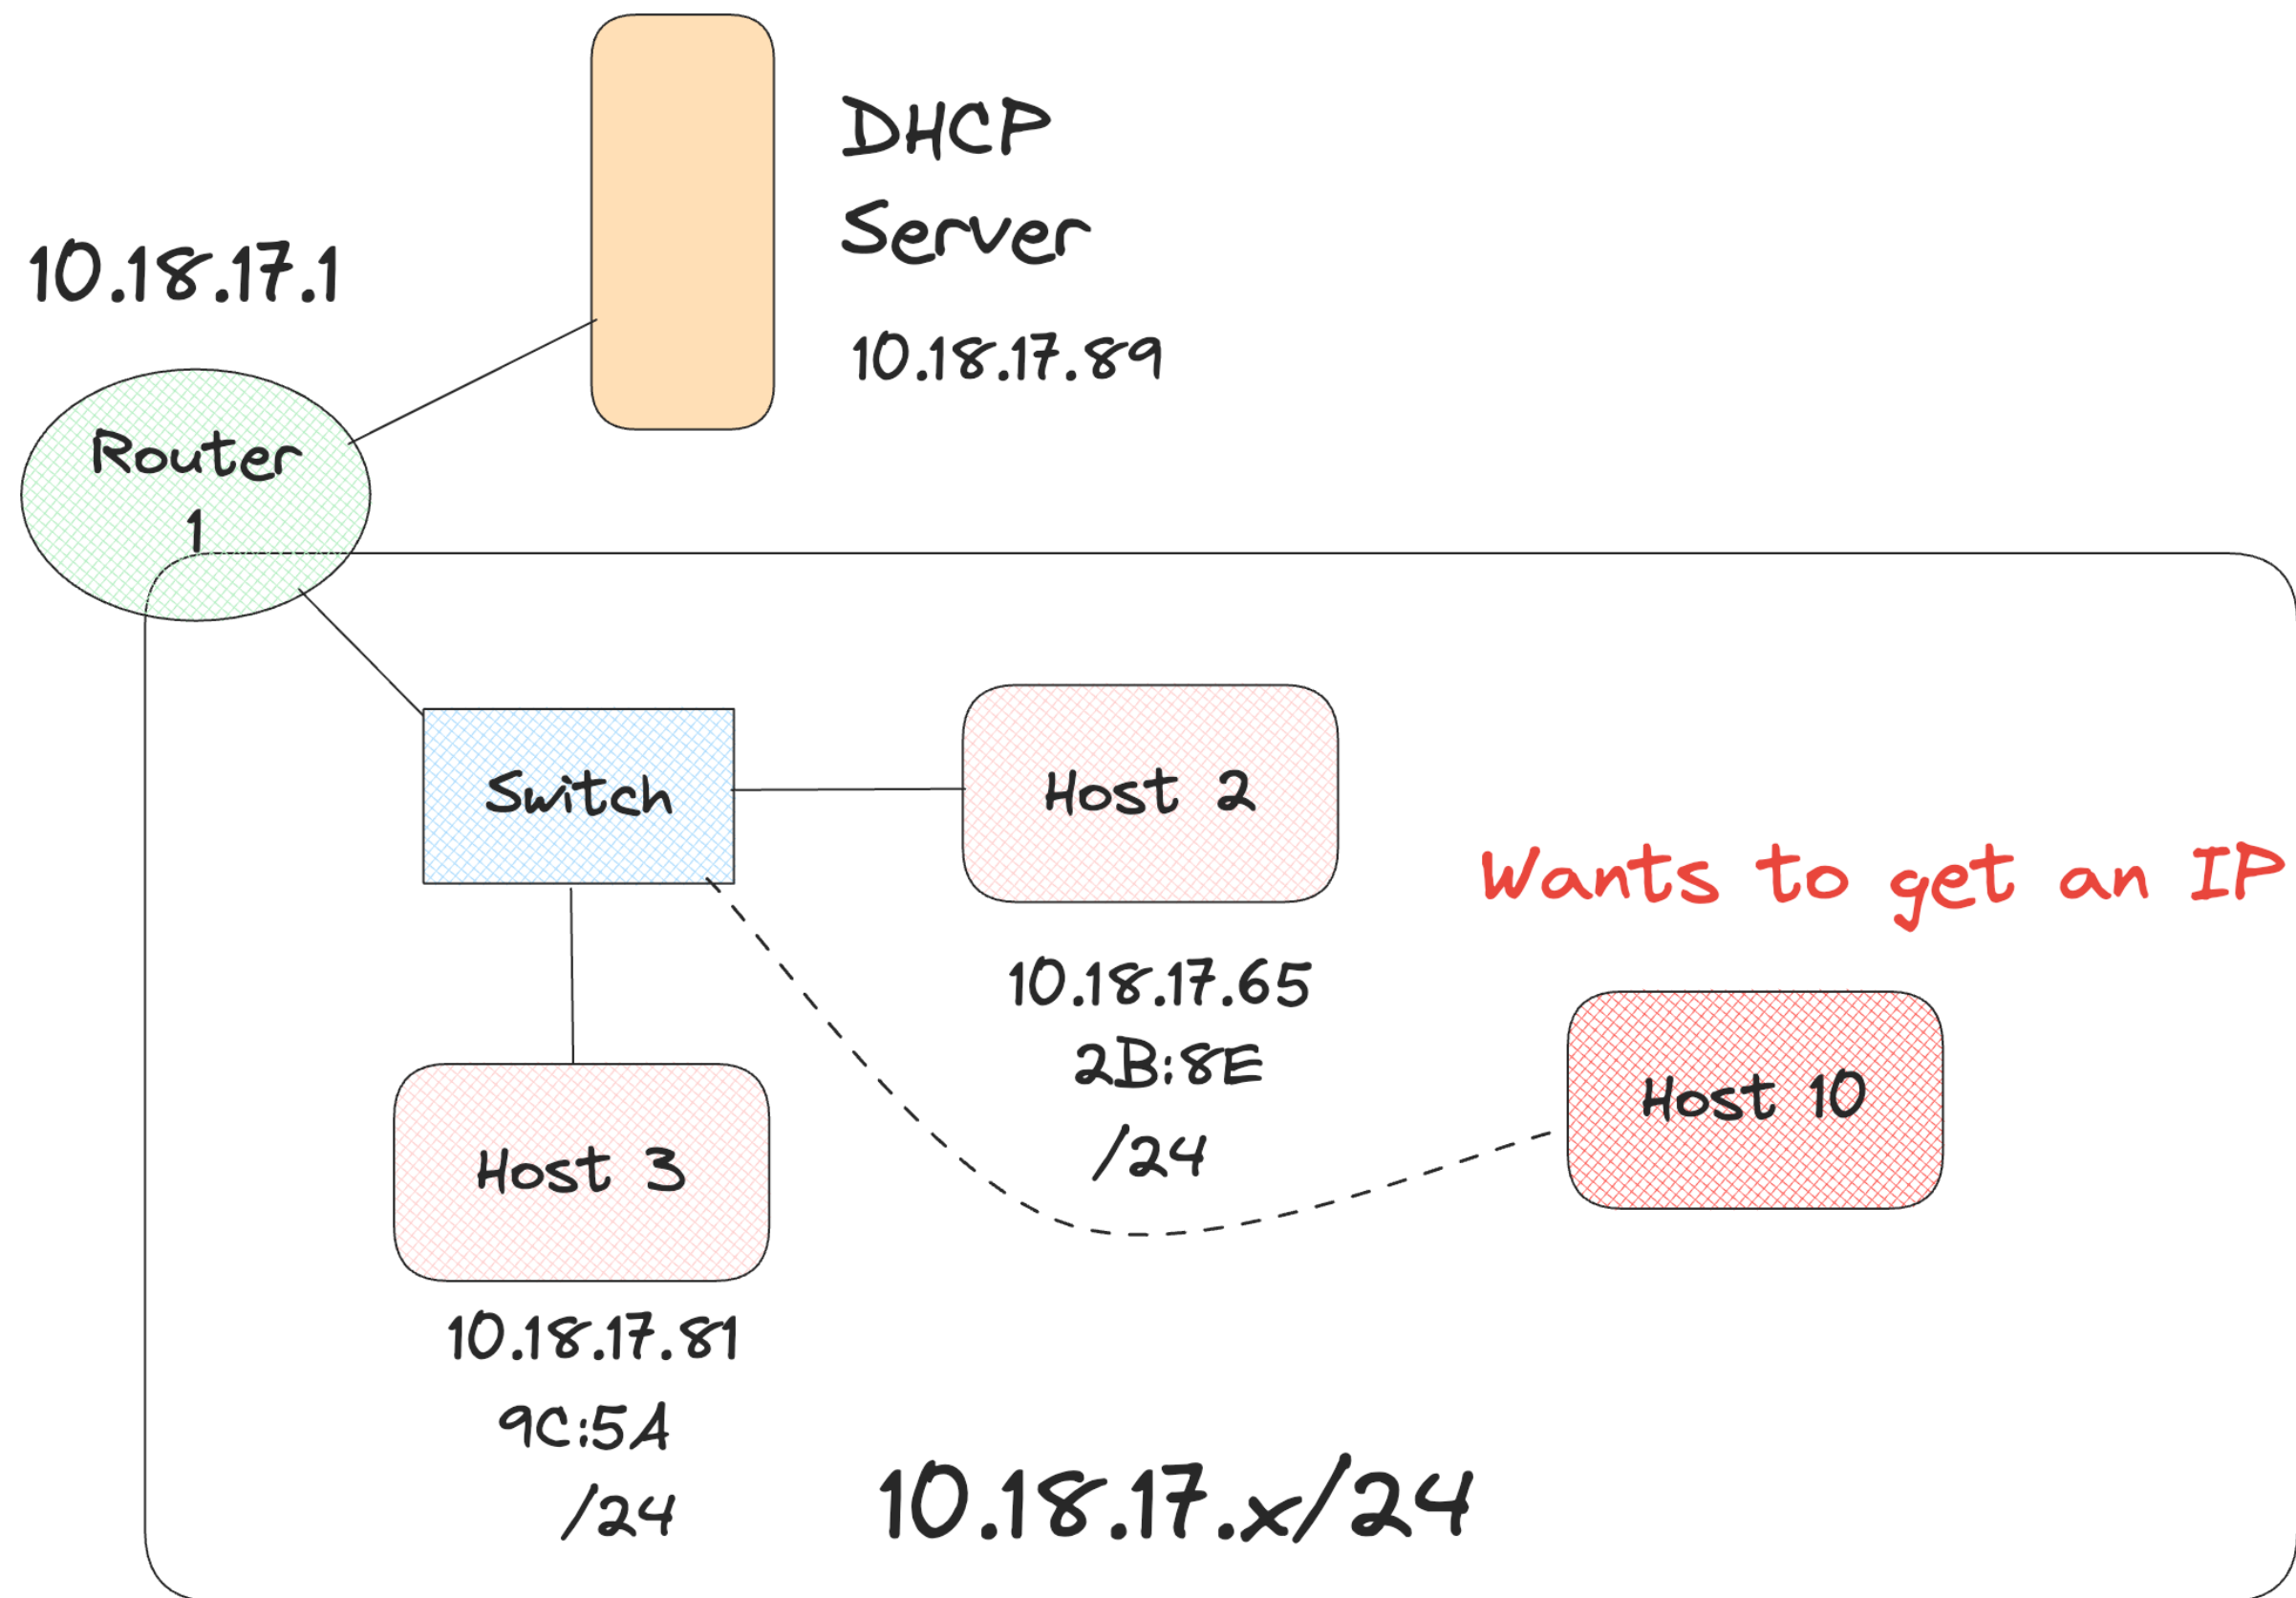 DHCP
Server
10.18.17.89
10.18.17.1
Router
1
Switch
Host 2
10.18.17.65
2B:8E
/24
Wants to get an IP
Host 10
Host 3
10.18.17.81
9C:5A
/24
10.18.17.x/24